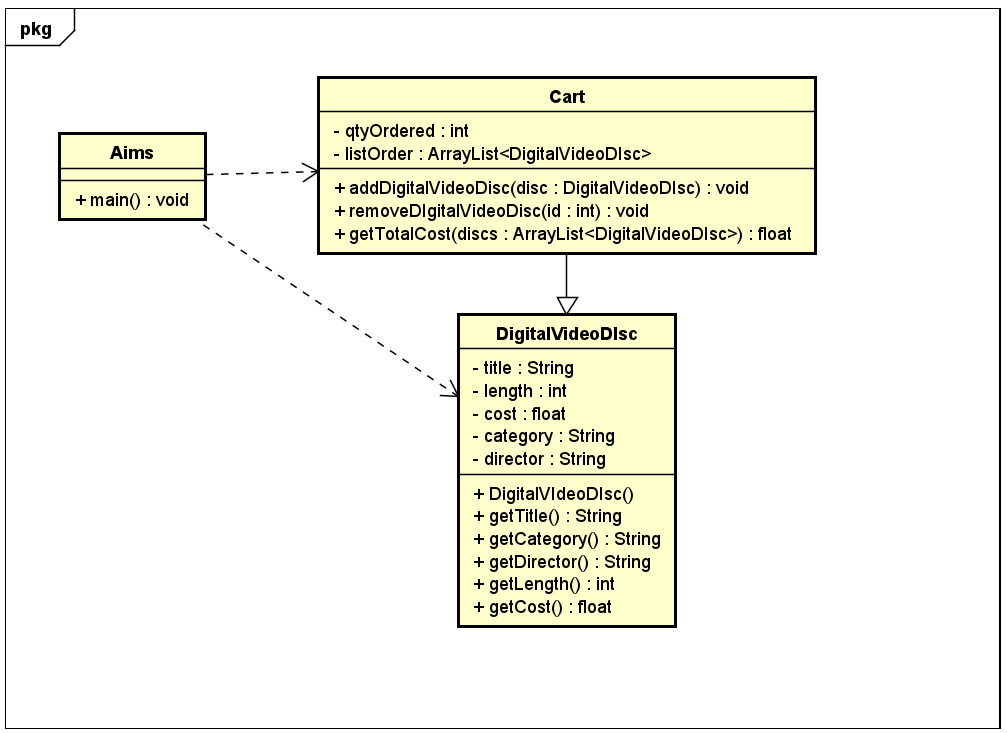 pkg
Aims
+ main() : void
Cart
- qtyOrdered : int
- listOrder : ArrayList<DigitalVideoDIsc>
+ addDigitalVideoDisc(disc : DigitalVideoDIsc) : void
+ removeDIgitalVideoDisc(id : int) : void
+ getTotalCost(discs : ArrayList<DigitalVideoDIsc>) : float
DigitalVideoDIsc
- title : String
- length : int
- cost : float
- category : String
- director : String
+ DigitalVIdeoDIsc()
+ getTitle() : String
+ getCategory() : String
+ getDirector() : String
+ getLength() : int
+ getCost() : float